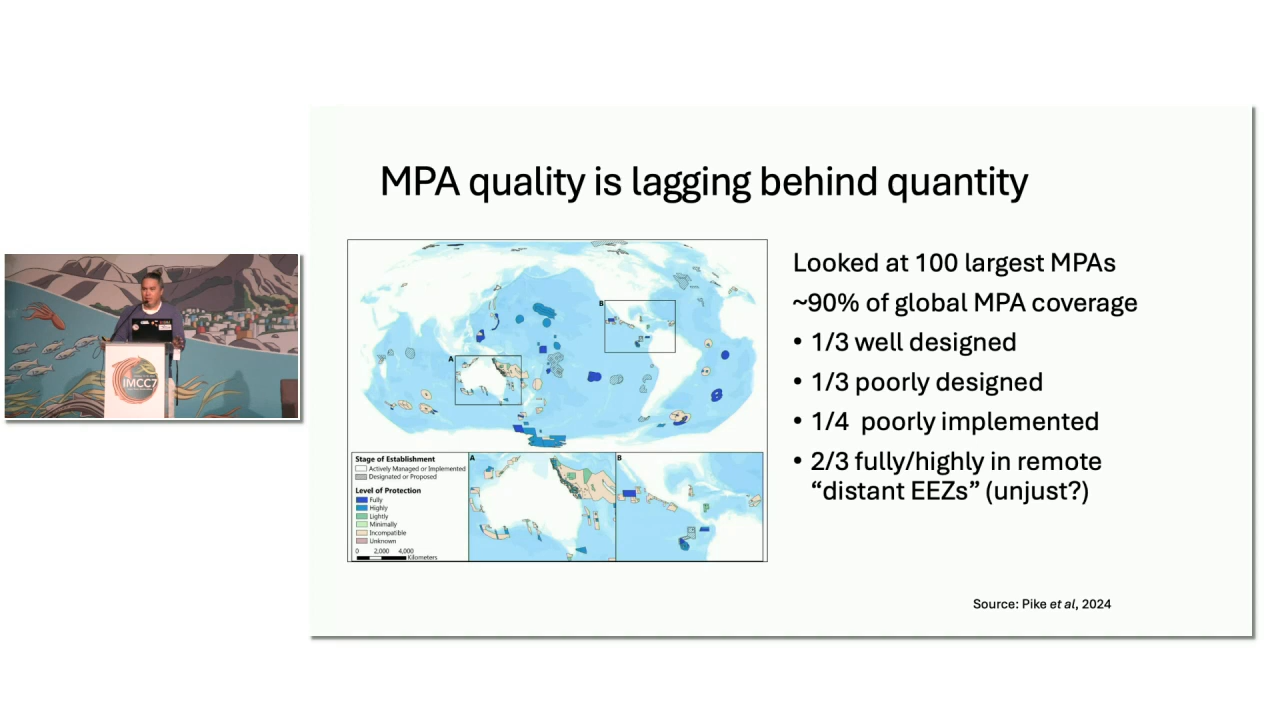 MPA quality is lagging behind quantity
Looked at 100 largest MPAs
~90% of global MPA coverage
• 1/3 well designed
• 1/3 poorly designed
• 1/4 poorly implemented
• 2/3 fully/highly in remote
“distant EEZs” (unjust?)
A
B
Stage of Establishment
Actively Managed or Implemented
Designated or Proposed
Level of Protection
Fully
Highly
Lightly
Minimally
Incompatible
Unknown
0 2,000 4,000
Kilometers
A
B
Source: Pike et al, 2024
IMCC7